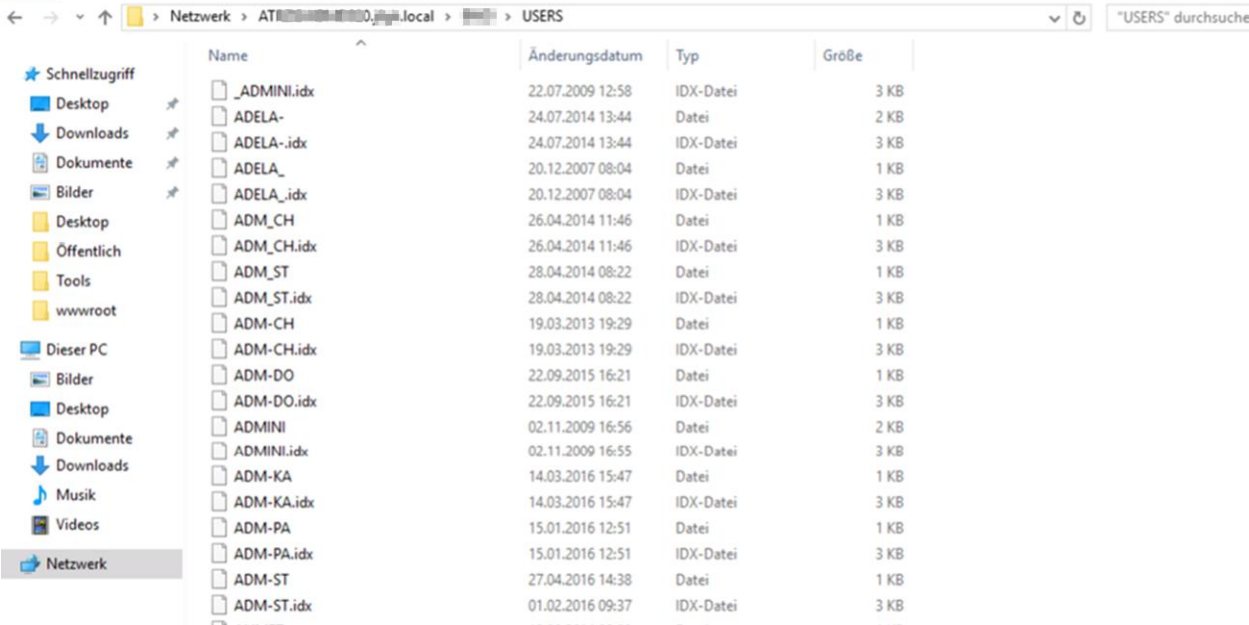 Netzwerk > AT .local > > USERS
"USERS" durchsuche
Name Änderungsdatum Typ Größe
Schnellzugriff
Desktop
Downloads
Dokumente
Bilder
Desktop
Öffentlich
Tools
wwwroot
Dieser PC
Bilder
Desktop
Dokumente
Downloads
Musik
Videos
Netzwerk
_ADMINI.idx 22.07.2009 12:58 IDX-Datei 3 KB
ADELA- 24.07.2014 13:44 Datei 2 KB
ADELA-.idx 24.07.2014 13:44 IDX-Datei 3 KB
ADELA_ 20.12.2007 08:04 Datei 1 KB
ADELA_.idx 20.12.2007 08:04 IDX-Datei 3 KB
ADM_CH 26.04.2014 11:46 Datei 1 KB
ADM_CH.idx 26.04.2014 11:46 IDX-Datei 3 KB
ADM_ST 28.04.2014 08:22 Datei 1 KB
ADM_ST.idx 28.04.2014 08:22 IDX-Datei 3 KB
ADM-CH 19.03.2013 19:29 Datei 1 KB
ADM-CH.idx 19.03.2013 19:29 IDX-Datei 3 KB
ADM-DO 22.09.2015 16:21 Datei 1 KB
ADM-DO.idx 22.09.2015 16:21 IDX-Datei 3 KB
ADMINI 02.11.2009 16:56 Datei 2 KB
ADMINI.idx 02.11.2009 16:55 IDX-Datei 3 KB
ADM-KA 14.03.2016 15:47 Datei 1 KB
ADM-KA.idx 14.03.2016 15:47 IDX-Datei 3 KB
ADM-PA 15.01.2016 12:51 Datei 1 KB
ADM-PA.idx 15.01.2016 12:51 IDX-Datei 3 KB
ADM-ST 27.04.2016 14:38 Datei 1 KB
ADM-ST.idx 01.02.2016 09:37 IDX-Datei 3 KB